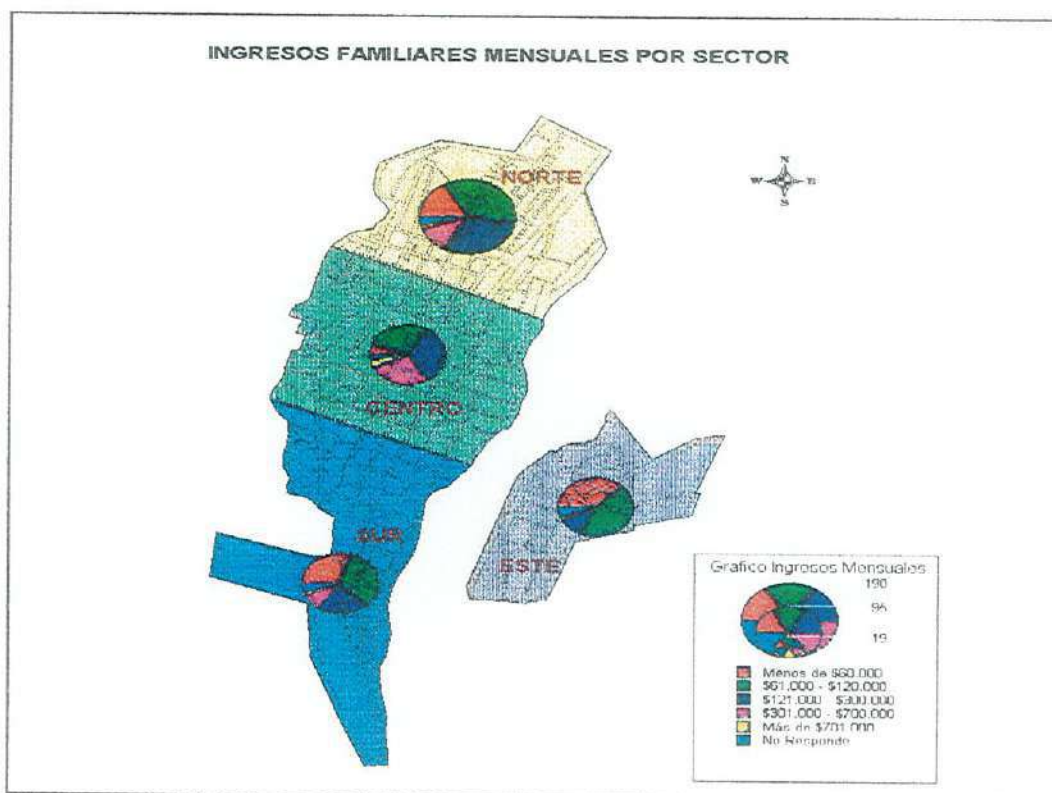 INGRESOS FAMILIARES MENSUALES POR SECTOR
N
W E
S
NORTE
CENTRO
SUR
ESTE
Grafico Ingresos Mensuales
190
95
19
Menos de $60.000
$61.000 - $120.000
$121.000 - $300.000
$301.000 - $700.000
Más de $701.000
No Responde